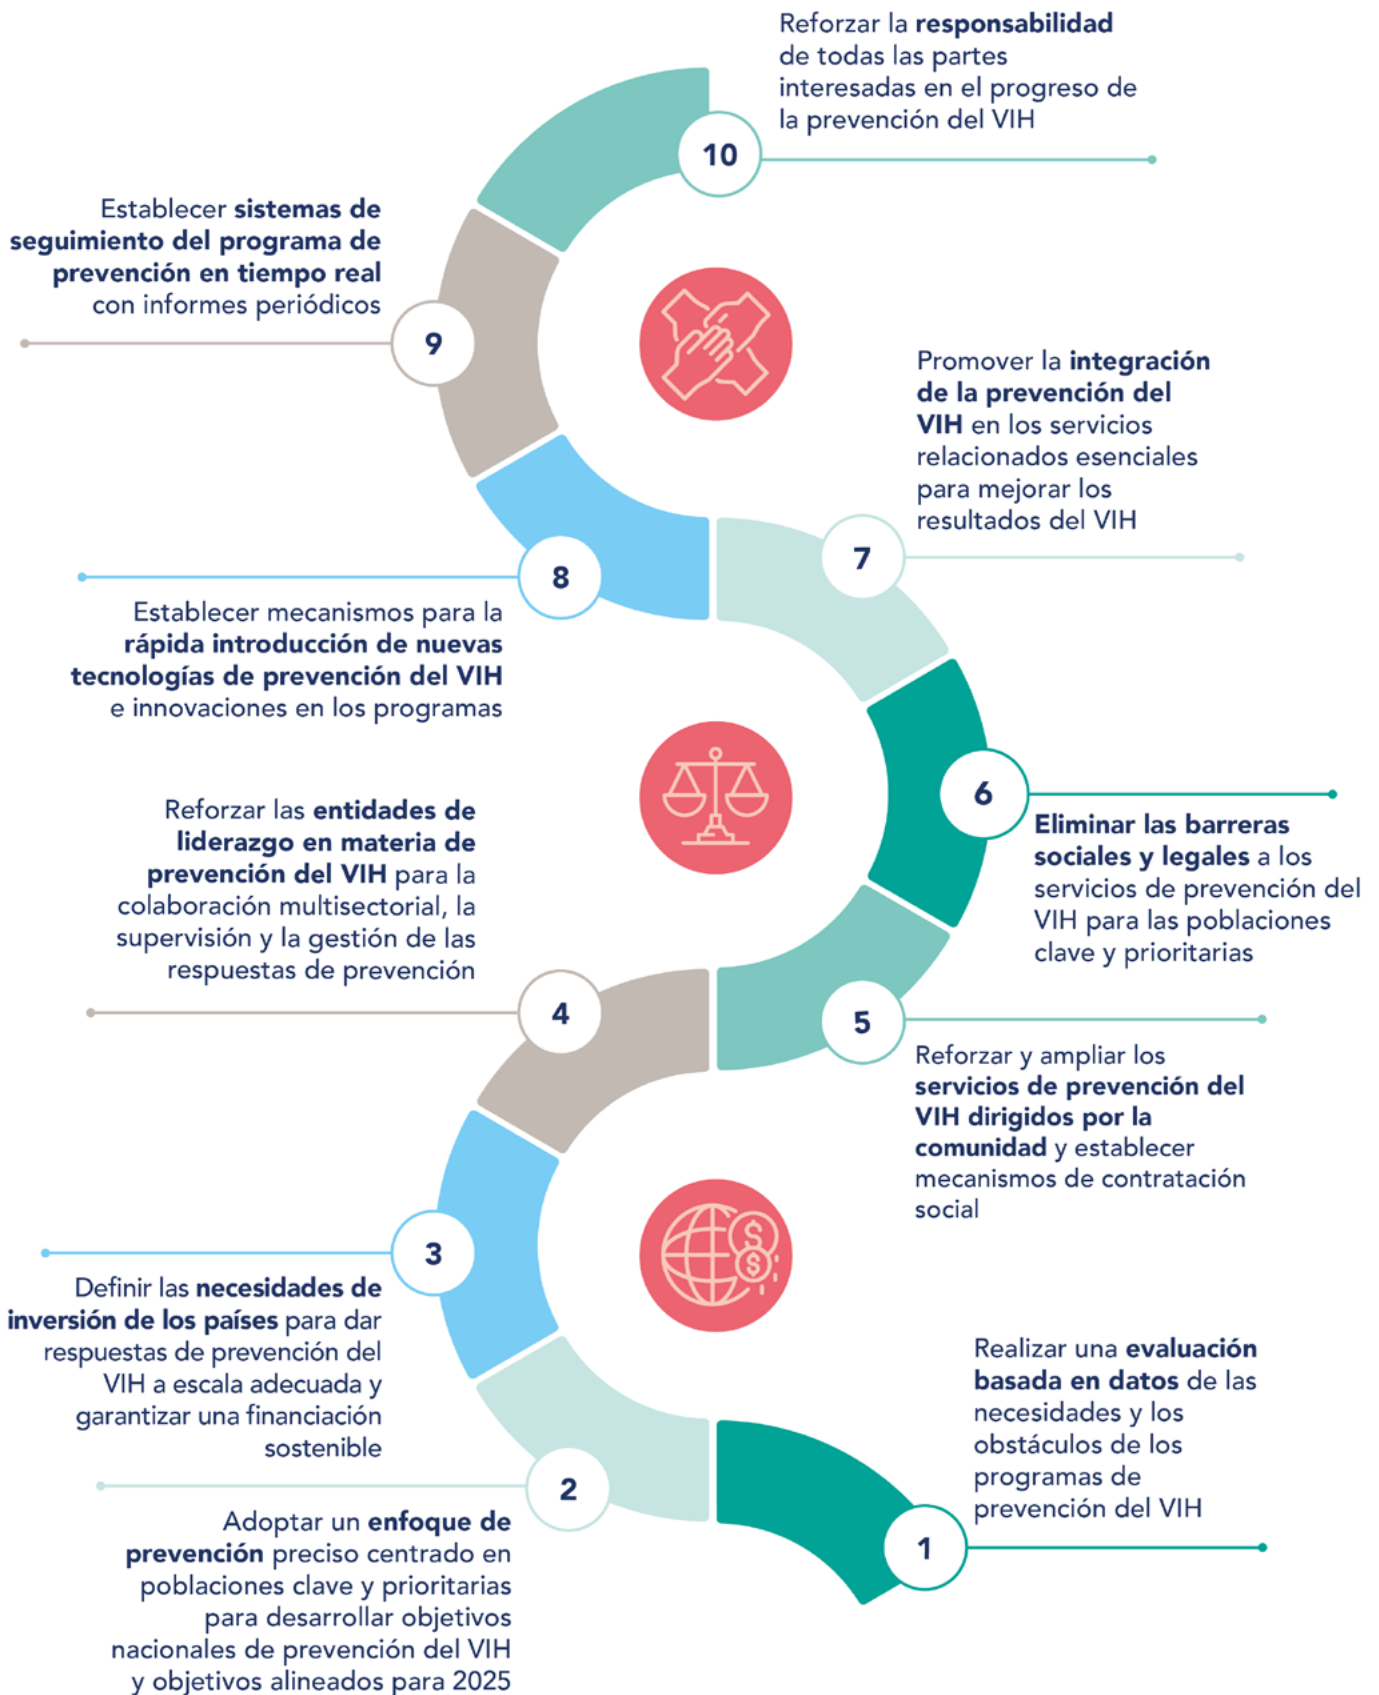 Reforzar la responsabilidad
de todas las partes
interesadas en el progreso de
la prevención del VIH
10
Establecer sistemas de
seguimiento del programa de
prevención en tiempo real
con informes periódicos
9
Promover la integración
de la prevención del
VIH en los servicios
relacionados esenciales
para mejorar los
resultados del VIH
7
8
Establecer mecanismos para la
rápida introducción de nuevas
tecnologías de prevención del VIH
e innovaciones en los programas
6
Eliminar las barreras
sociales y legales a los
servicios de prevención del
VIH para las poblaciones
clave y prioritarias
Reforzar las entidades de
liderazgo en materia de
prevención del VIH para la
colaboración multisectorial, la
supervisión y la gestión de las
respuestas de prevención
4
5
Reforzar y ampliar los
servicios de prevención del
VIH dirigidos por la
comunidad y establecer
mecanismos de contratación
social
$
$
3
Definir las necesidades de
inversión de los países para dar
respuestas de prevención del
VIH a escala adecuada y
garantizar una financiación
sostenible
Realizar una evaluación
basada en datos de las
necesidades y los
obstáculos de los
programas de
prevención del VIH
1
2
Adoptar un enfoque de
prevención preciso centrado en
poblaciones clave y prioritarias
para desarrollar objetivos
nacionales de prevención del VIH
y objetivos alineados para 2025